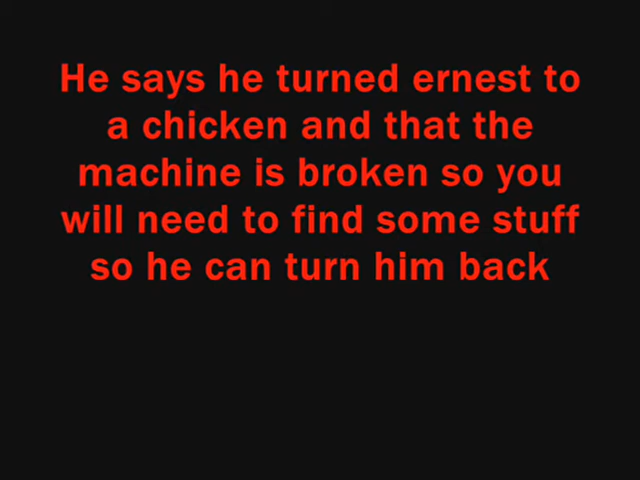 He says he turned ernest to
a chicken and that the
machine is broken so you
will need to find some stuff
so he can turn him back